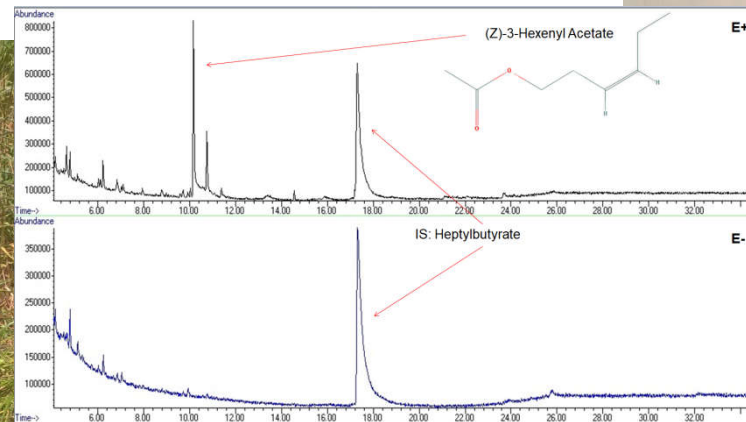 Abundance
(Z)-3-Hexenyl Acetate
E+
800000
700000
600000
500000
400000
300000
200000
100000
O
O
H
H
6.00 8.00 10.00 12.00 14.00 16.00 18.00 20.00 22.00 24.00 26.00 28.00 30.00 32.00
Time-->
Abundance
IS: Heptylbutyrate
E-
350000
300000
250000
200000
150000
100000
6.00 8.00 10.00 12.00 14.00 16.00 18.00 20.00 22.00 24.00 26.00 28.00 30.00 32.00
Time-->